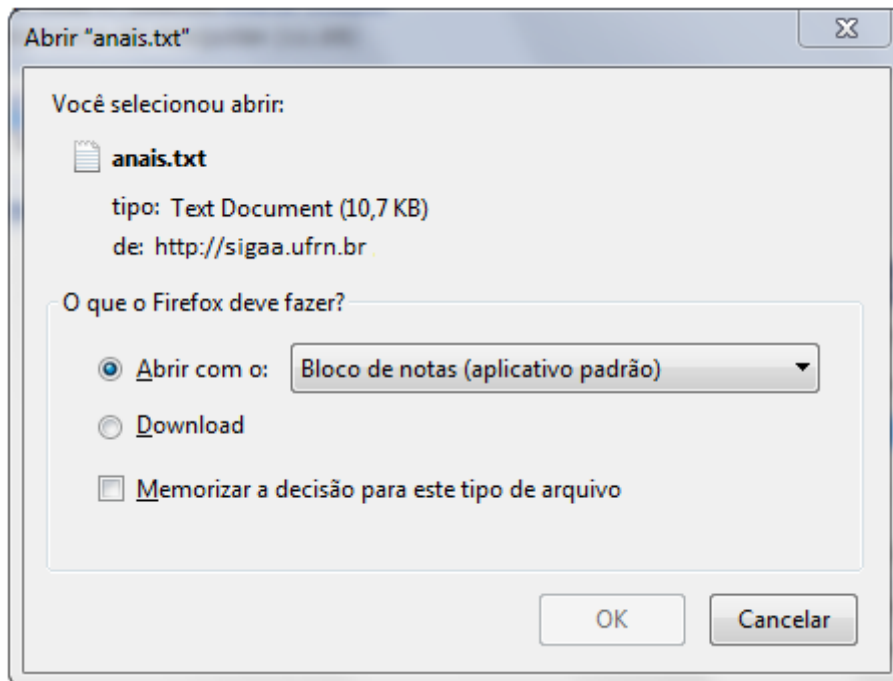 Abrir "anais.txt"
Você selecionou abrir:
anais.txt
tipo: Text Document (10,7 KB)
de: http://sigaa.ufrn.br
O que o Firefox deve fazer?
Abrir com o: Bloco de notas (aplicativo padrão)
Download
Memorizar a decisão para este tipo de arquivo
OK Cancelar